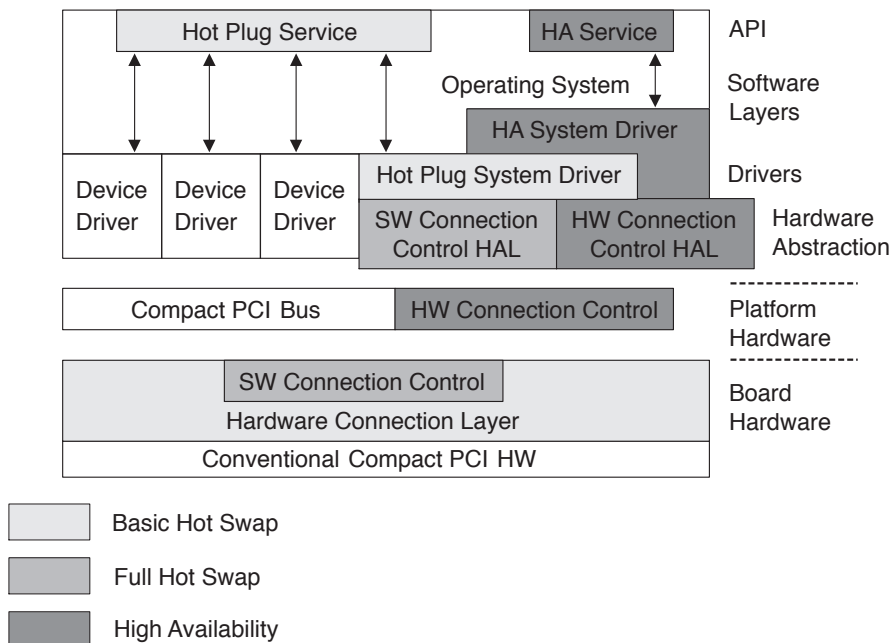 Hot Plug Service
HA Service
API
Operating System
Software
Layers
HA System Driver
Device
Driver
Device
Driver
Device
Driver
Hot Plug System Driver
Drivers
SW Connection
Control HAL
HW Connection
Control HAL
Hardware
Abstraction
Compact PCI Bus
HW Connection Control
Platform
Hardware
SW Connection Control
Hardware Connection Layer
Board
Hardware
Conventional Compact PCI HW
Basic Hot Swap
Full Hot Swap
High Availability